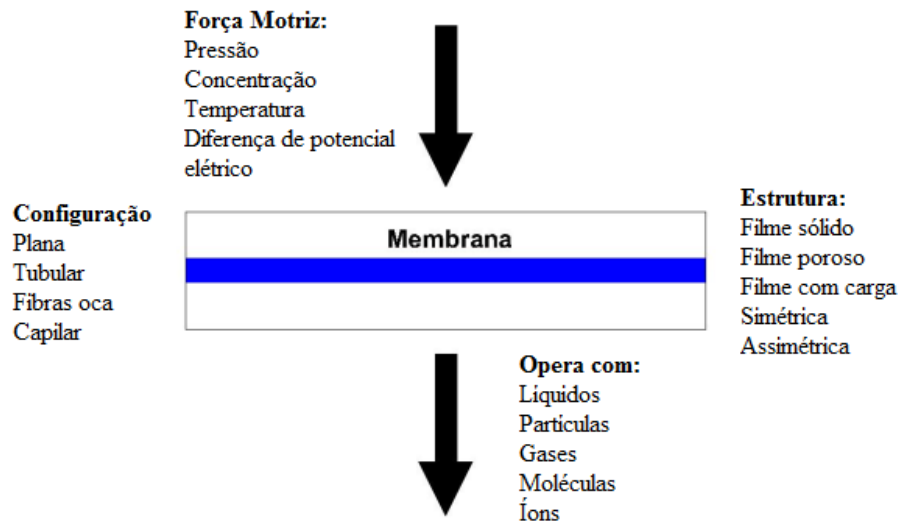 Força Motriz:
Pressão
Concentração
Temperatura
Diferença de potencial
elétrico
Configuração
Plana
Tubular
Fibras oca
Capilar
Membrana
Estrutura:
Filme sólido
Filme poroso
Filme com carga
Simétrica
Assimétrica
Opera com:
Líquidos
Partículas
Gases
Moléculas
Íons